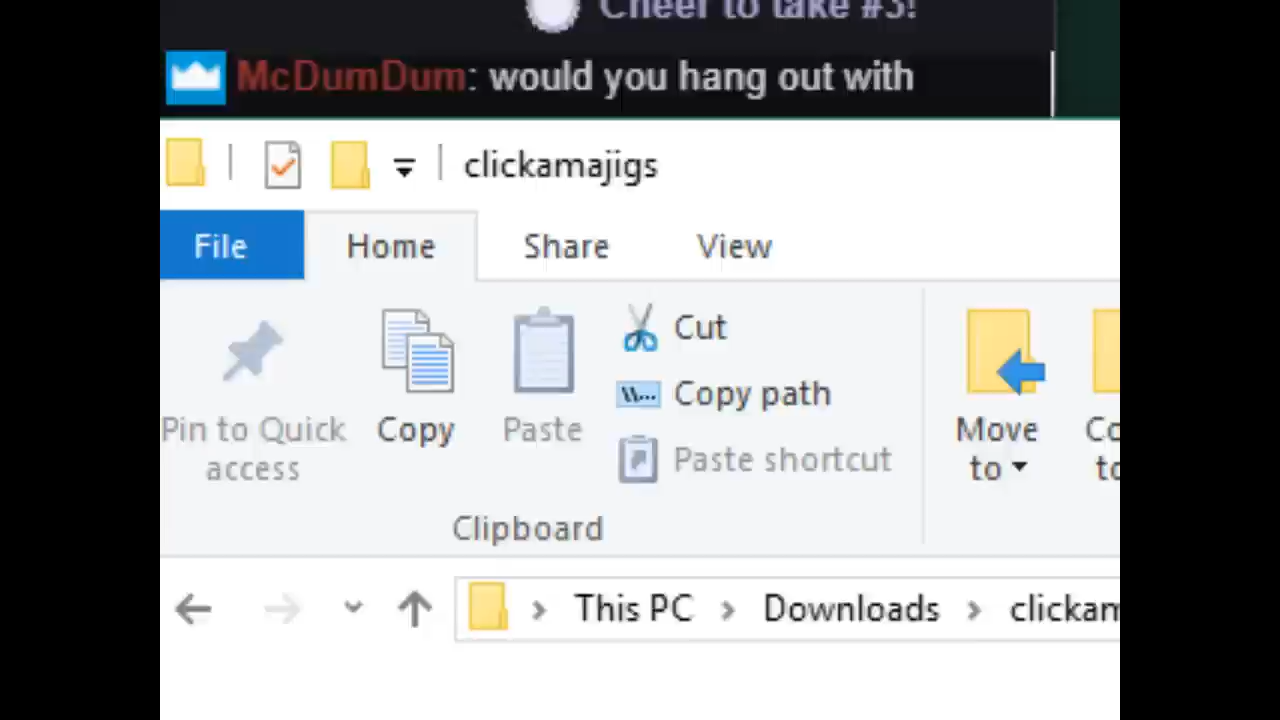 Cheer to take #3!
McDumDum: would you hang out with
clickamajigs
File Home Share View
Pin to Quick access
Copy
Paste
Cut
Copy path
Paste shortcut
Move to
Clipboard
This PC > Downloads > clickam